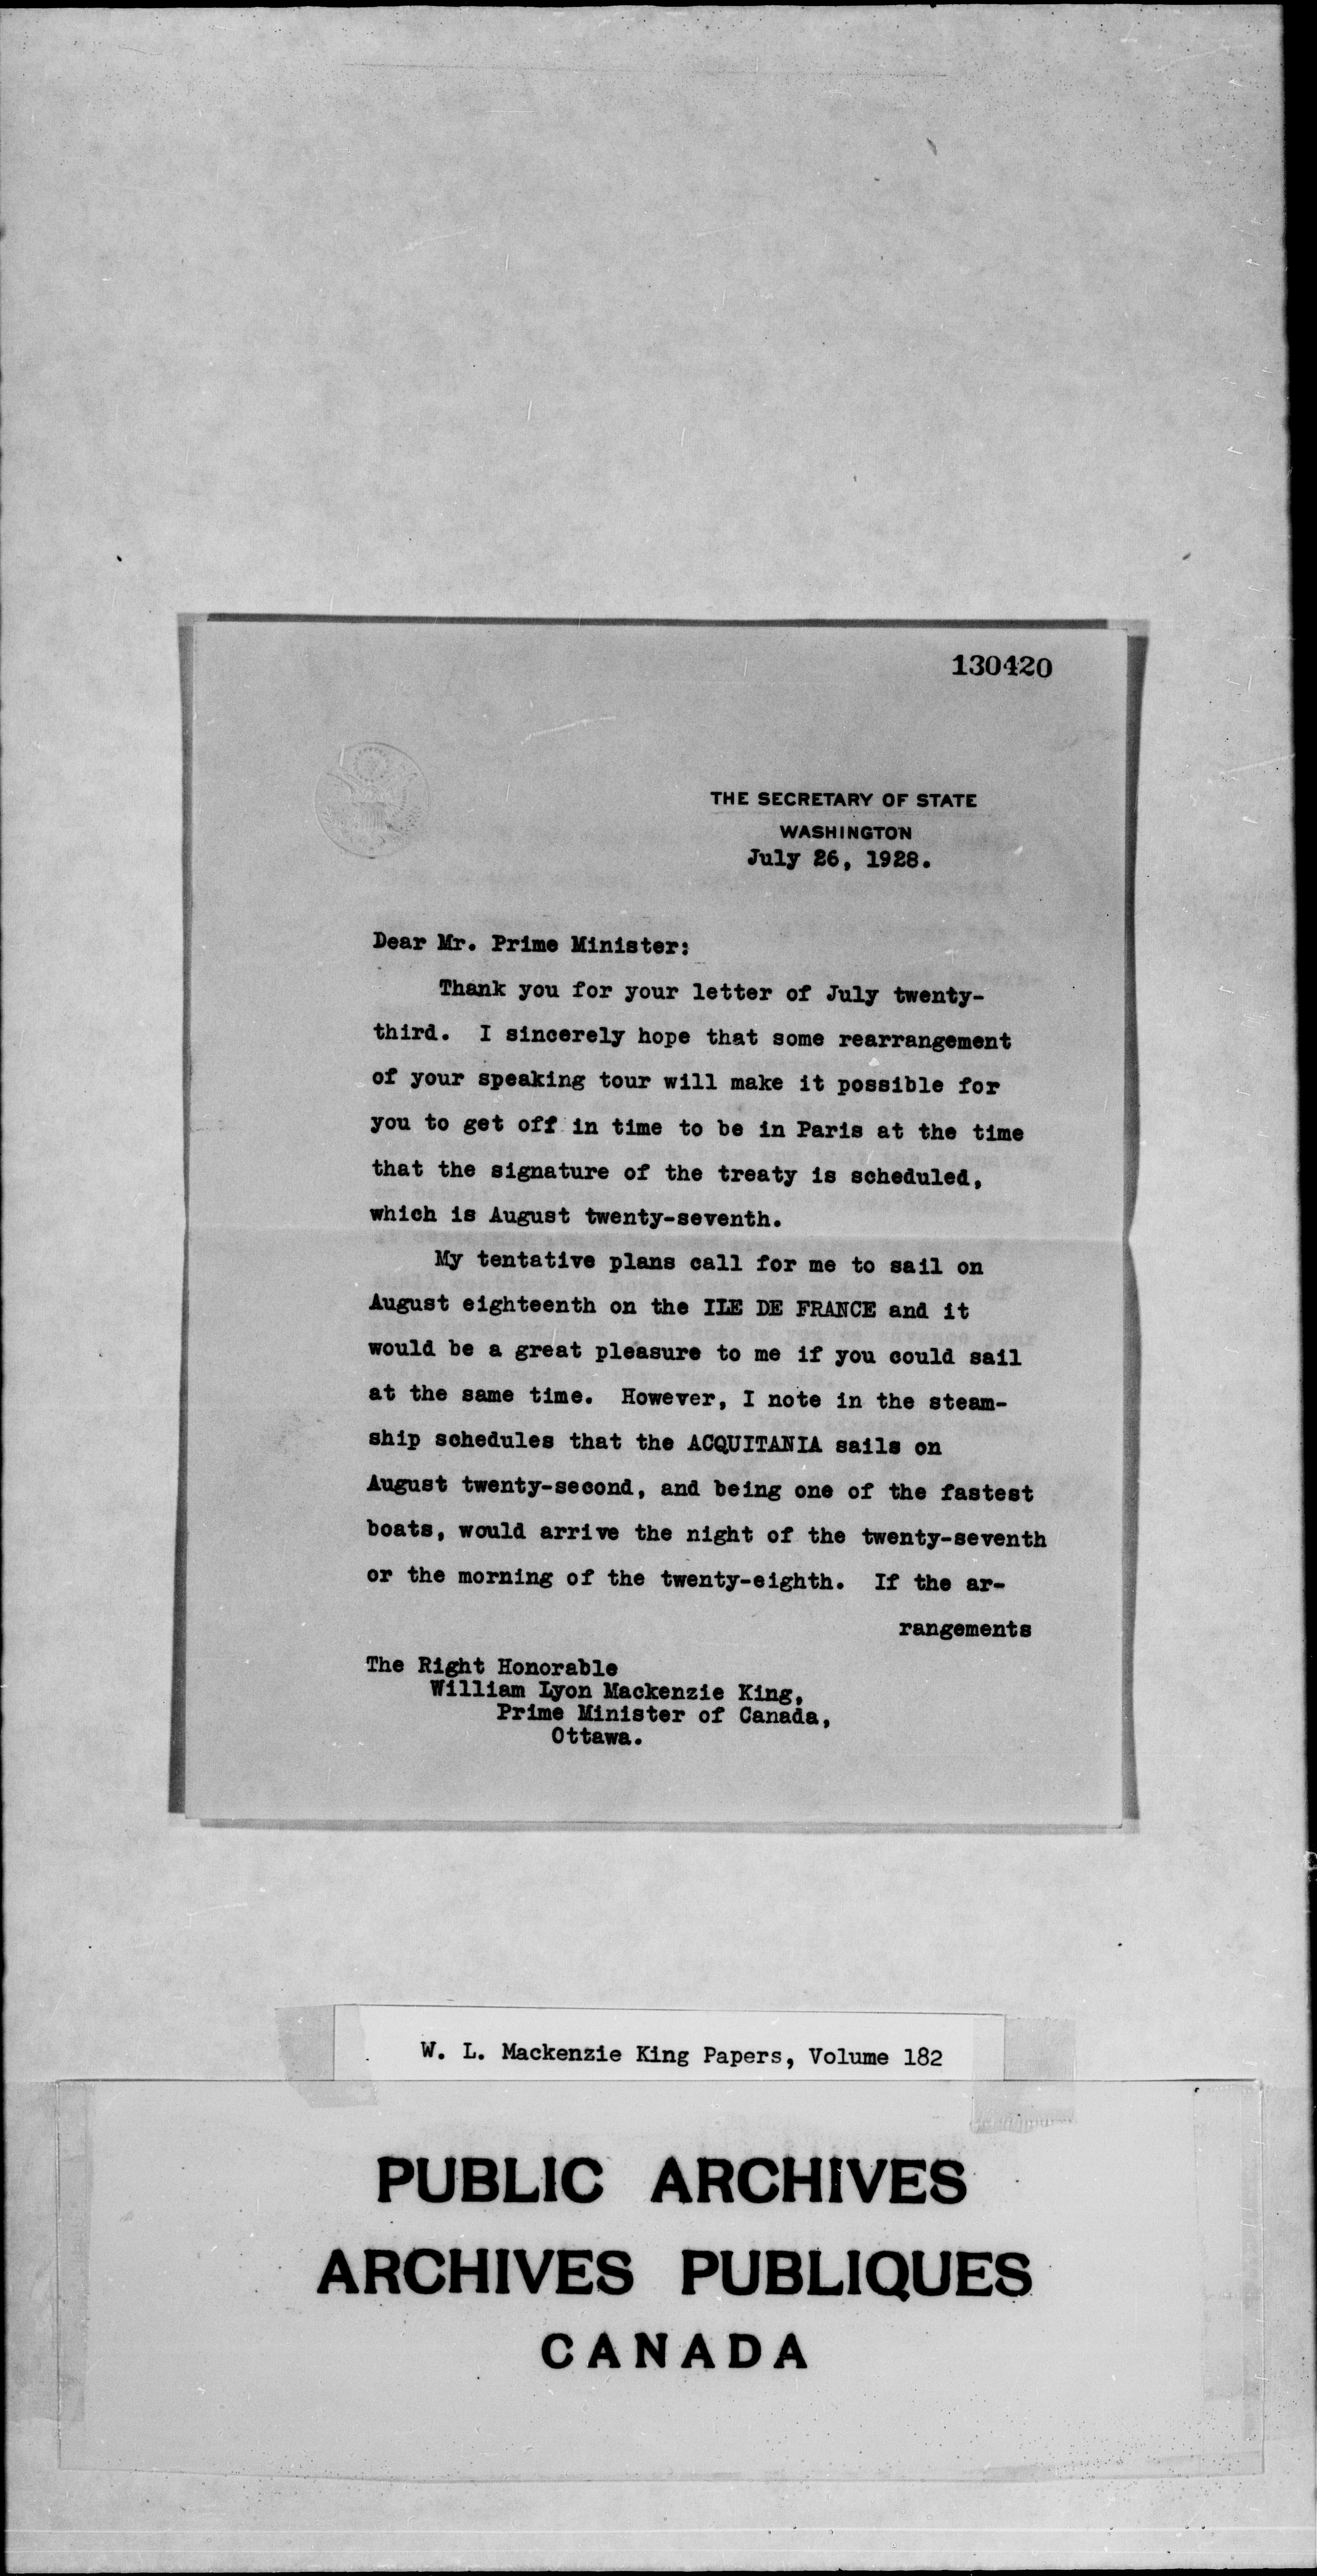 130420
THE SECRETARY OF STATE
WASHINGTON
July 26, 1928.
Dear Mr. Prime Minister:
Thank you for your letter of July twenty-
third. I sincerely hope that some rearrangement
of your speaking tour will make it possible for
you to get off in time to be in Paris at the time
that the signature of the treaty is scheduled,
which is August twenty-seventh.
My tentative plans call for me to sail on
August eighteenth on the ILE DE FRANCE and it
would be a great pleasure to me if you could sail
at the same time. However, I note in the steam-
ship schedules that the ACQUITANIA sails on
August twenty-second, and being one of the fastest
boats, would arrive the night of the twenty-seventh
or the morning of the twenty-eighth. If the ar-
rangements
The Right Honorable
William Lyon Mackenzie King,
Prime Minister of Canada,
Ottawa.
W. L. Mackenzie King Papers, Volume 182
PUBLIC ARCHIVES
ARCHIVES PUBLIQUES
CANADA